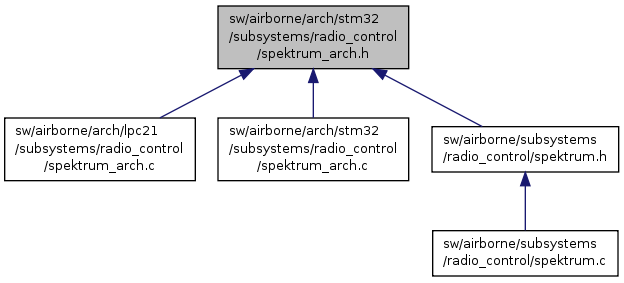 sw/airborne/arch/stm32
/subsystems/radio_control
/spektrum_arch.h
sw/airborne/arch/lpc21
/subsystems/radio_control
/spektrum_arch.c
sw/airborne/arch/stm32
/subsystems/radio_control
/spektrum_arch.c
sw/airborne/subsystems
/radio_control/spektrum.h
sw/airborne/subsystems
/radio_control/spektrum.c